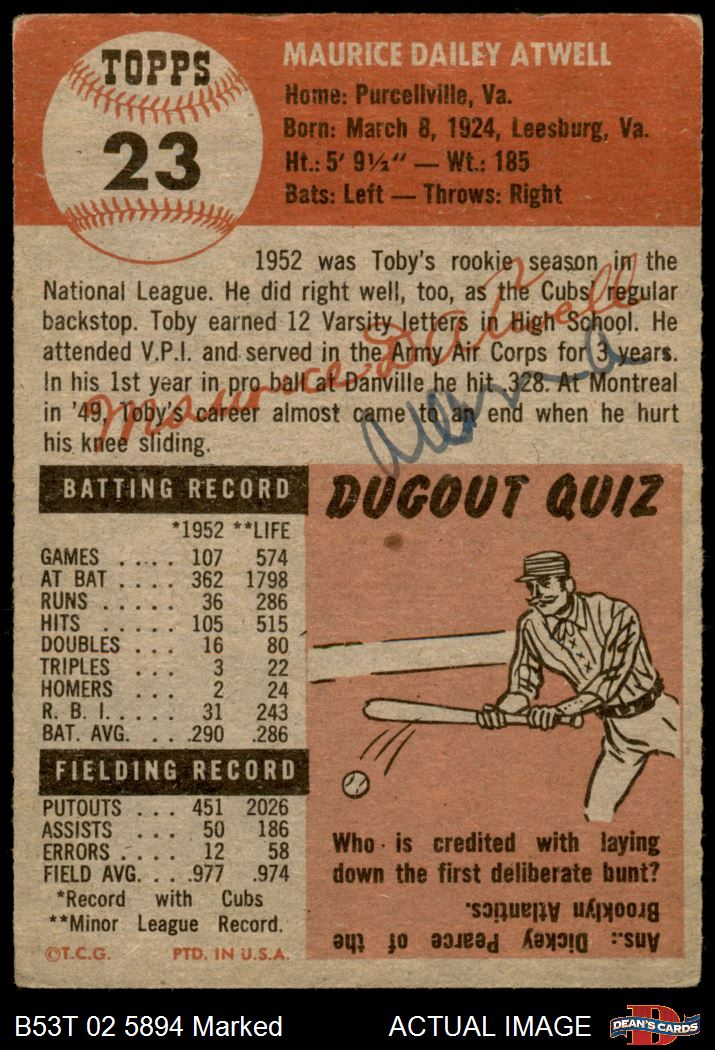 TOPPS
23
MAURICE DAILEY ATWELL
Home: Purcellville, Va.
Born: March 8, 1924, Leesburg, Va.
Ht.: 5' 9½" — Wt.: 185
Bats: Left — Throws: Right
1952 was Toby's rookie season in the
National League. He did right well, too, as the Cubs' regular
backstop. Toby earned 12 Varsity letters in High School. He
attended V.P.I. and served in the Army Air Corps for 3 years.
In his 1st year in pro ball at Danville he hit .328. At Montreal
in '49, Toby's career almost came to an end when he hurt
his knee sliding.
Maurice D Atwell
BATTING RECORD
*1952 **LIFE
GAMES .... 107 574
AT BAT .... 362 1798
RUNS ..... 36 286
HITS ..... 105 515
DOUBLES ... 16 80
TRIPLES ... 3 22
HOMERS ... 2 24
R. B. I. .... 31 243
BAT. AVG. .. .290 .286
FIELDING RECORD
PUTOUTS ... 451 2026
ASSISTS ... 50 186
ERRORS .... 12 58
FIELD AVG. .. .977 .974
*Record with Cubs
**Minor League Record.
©T.C.G. PTD. IN U.S.A.
DUGOUT QUIZ
Who is credited with laying
down the first deliberate bunt?
Ans.: Dickey Pearce of the
Brooklyn Atlantics.
B53T 02 5894 Marked ACTUAL IMAGE
D
DEAN'S CARDS